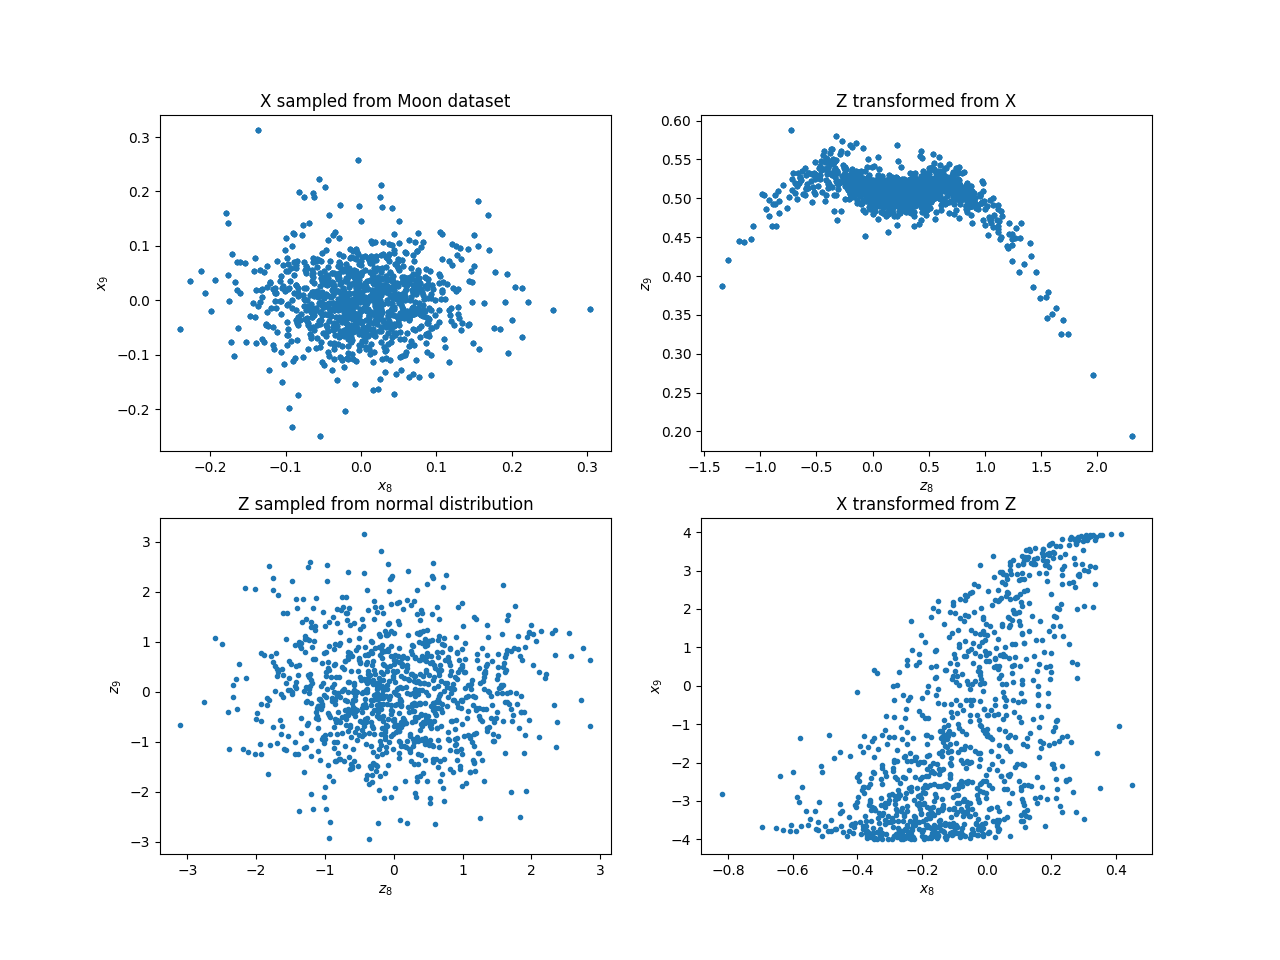 X sampled from Moon dataset
0.3
0.2
0.1
0.0
−0.1
−0.2
x₉
−0.2 −0.1 0.0 0.1 0.2 0.3
x₈
Z transformed from X
0.60
0.55
0.50
0.45
0.40
0.35
0.30
0.25
0.20
z₉
−1.5 −1.0 −0.5 0.0 0.5 1.0 1.5 2.0
z₈
Z sampled from normal distribution
3
2
1
0
−1
−2
−3
z₉
−3 −2 −1 0 1 2 3
z₈
X transformed from Z
4
3
2
1
0
−1
−2
−3
−4
x₉
−0.8 −0.6 −0.4 −0.2 0.0 0.2 0.4
x₈